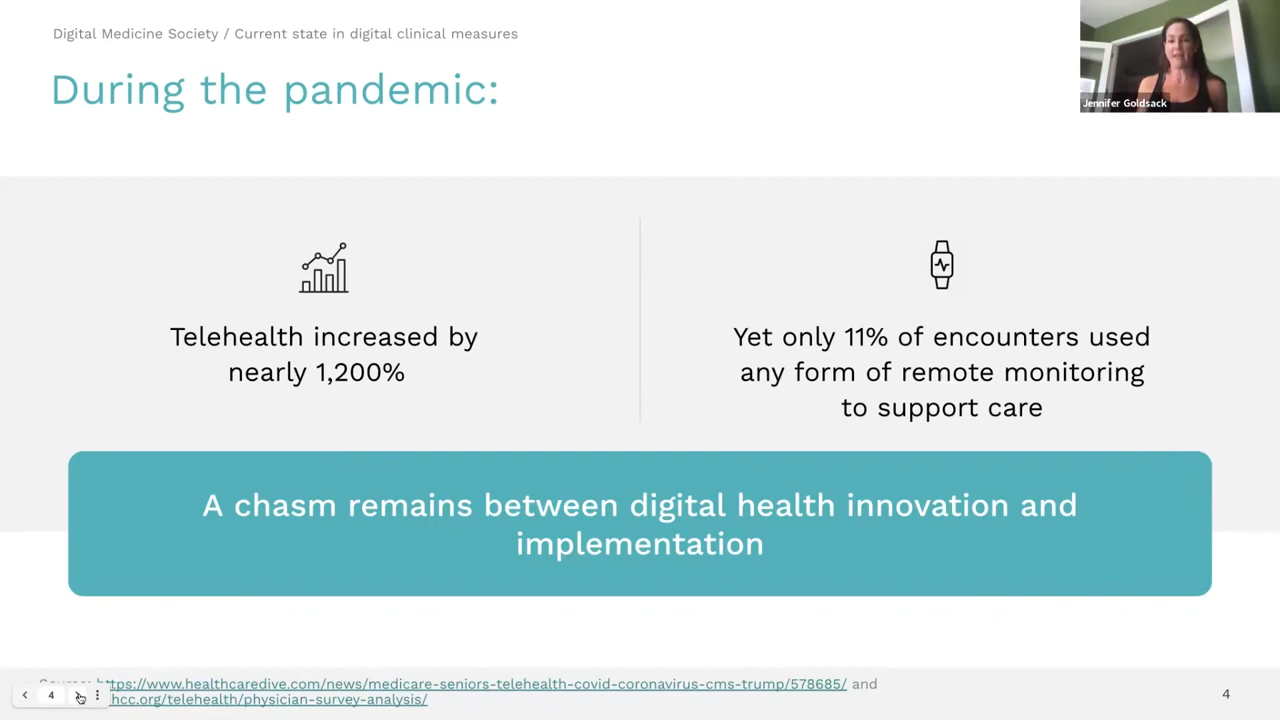 Digital Medicine Society / Current state in digital clinical measures
During the pandemic:
Jennifer Goldsack
Telehealth increased by
nearly 1,200%
Yet only 11% of encounters used
any form of remote monitoring
to support care
A chasm remains between digital health innovation and
implementation
https://www.healthcaredive.com/news/medicare-seniors-telehealth-covid-coronavirus-cms-trump/578685/ and
hcc.org/telehealth/physician-survey-analysis/
4
4